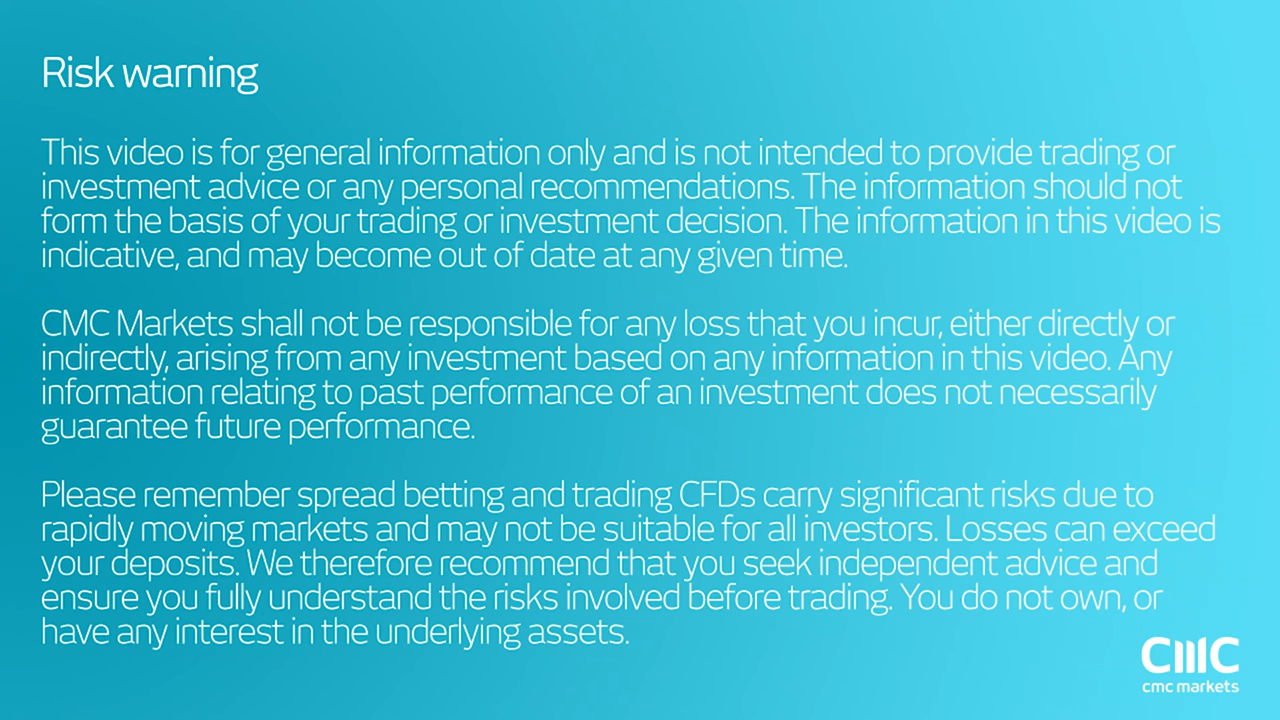 Risk warning
This video is for general information only and is not intended to provide trading or
investment advice or any personal recommendations. The information should not
form the basis of your trading or investment decision. The information in this video is
indicative, and may become out of date at any given time.
CMC Markets shall not be responsible for any loss that you incur, either directly or
indirectly, arising from any investment based on any information in this video. Any
information relating to past performance of an investment does not necessarily
guarantee future performance.
Please remember spread betting and trading CFDs carry significant risks due to
rapidly moving markets and may not be suitable for all investors. Losses can exceed
your deposits. We therefore recommend that you seek independent advice and
ensure you fully understand the risks involved before trading. You do not own, or
have any interest in the underlying assets.
CMC
cmc markets